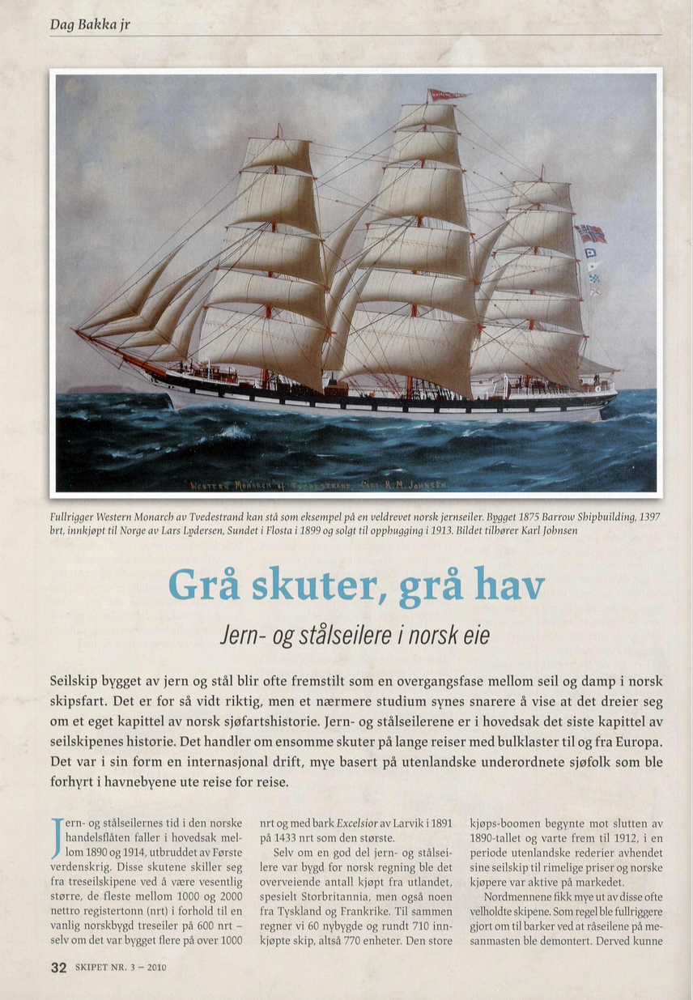 Dag Bakka jr
Western Monarch of Tvedestrand Capt. K. M. Johnsen
Fullrigger Western Monarch av Tvedestrand kan stå som eksempel på en veldrevet norsk jernseiler. Bygget 1875 Barrow Shipbuilding, 1397
brt, innkjøpt til Norge av Lars Lydersen, Sundet i Flosta i 1899 og solgt til opphugging i 1913. Bildet tilhører Karl Johnsen
Grå skuter, grå hav
Jern- og stålseilere i norsk eie
Seilskip bygget av jern og stål blir ofte fremstilt som en overgangsfase mellom seil og damp i norsk
skipsfart. Det er for så vidt riktig, men et nærmere studium synes snarere å vise at det dreier seg
om et eget kapittel av norsk sjøfartshistorie. Jern- og stålseilerene er i hovedsak det siste kapittel av
seilskipenes historie. Det handler om ensomme skuter på lange reiser med bulklaster til og fra Europa.
Det var i sin form en internasjonal drift, mye basert på utenlandske underordnete sjøfolk som ble
forhyrt i havnebyene ute reise for reise.
Jern- og stålseilernes tid i den norske
handelsflåten faller i hovedsak mel-
lom 1890 og 1914, utbruddet av Første
verdenskrig. Disse skutene skiller seg
fra treseilskipene ved å være vesentlig
større, de fleste mellom 1000 og 2000
nettro registertonn (nrt) i forhold til en
vanlig norskbygd treseiler på 600 nrt –
selv om det var bygget flere på over 1000
nrt og med bark Excelsior av Larvik i 1891
på 1433 nrt som den største.
Selv om en god del jern- og stålsei-
lere var bygd for norsk regning ble det
overveiende antall kjøpt fra utlandet,
spesielt Storbritannia, men også noen
fra Tyskland og Frankrike. Til sammen
regner vi 60 nybygde og rundt 710 inn-
kjøpte skip, altså 770 enheter. Den store
kjøps-boomen begynte mot slutten av
1890-tallet og varte frem til 1912, i en
periode utenlandske rederier avhendet
sine seilskip til rimelige priser og norske
kjøpere var aktive på markedet.
Nordmennene fikk mye ut av disse ofte
velholdte skipene. Som regel ble fullriggere
gjort om til barker ved at råseilene på me-
sanmasten ble demontert. Derved kunne
32 SKIPET NR. 3 – 2010